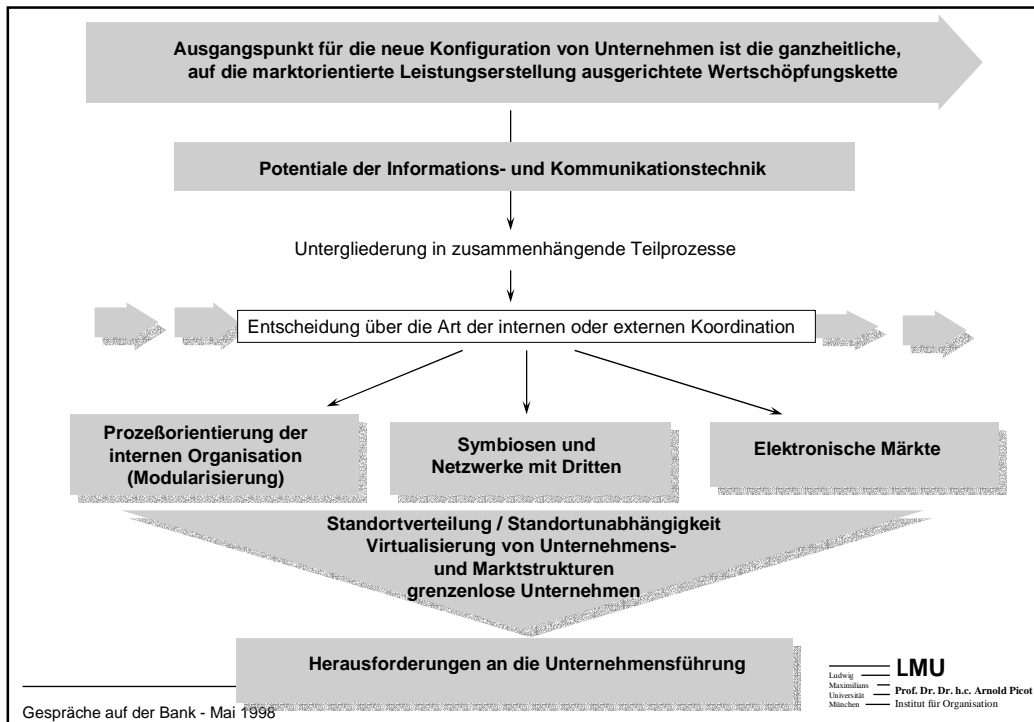 Ausgangspunkt für die neue Konfiguration von Unternehmen ist die ganzheitliche,
auf die marktorientierte Leistungserstellung ausgerichtete Wertschöpfungskette
Potentiale der Informations- und Kommunikationstechnik
Untergliederung in zusammenhängende Teilprozesse
Entscheidung über die Art der internen oder externen Koordination
Prozeßorientierung der
internen Organisation
(Modularisierung)
Symbiosen und
Netzwerke mit Dritten
Elektronische Märkte
Standortverteilung / Standortunabhängigkeit
Virtualisierung von Unternehmens-
und Marktstrukturen
grenzenlose Unternehmen
Herausforderungen an die Unternehmensführung
Gespräche auf der Bank - Mai 1998
Ludwig
Maximilians
Universität
München
LMU
Prof. Dr. Dr. h.c. Arnold Picot
Institut für Organisation